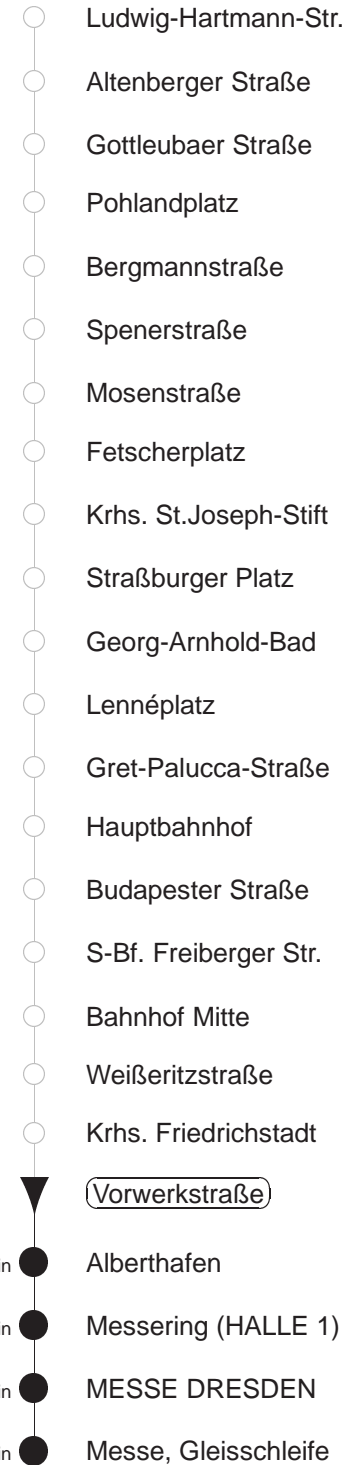 Ludwig-Hartmann-Str.
Altenberger Straße
Gottleubaer Straße
Pohlandplatz
Bergmannstraße
Spenerstraße
Mosenstraße
Fetscherplatz
Krhs. St.Joseph-Stift
Straßburger Platz
Georg-Arnhold-Bad
Lennéplatz
Gret-Palucca-Straße
Hauptbahnhof
Budapester Straße
S-Bf. Freiberger Str.
Bahnhof Mitte
Weißeritzstraße
Krhs. Friedrichstadt
Vorwerkstraße
Alberthafen
Messering (HALLE 1)
MESSE DRESDEN
Messe, Gleisschleife